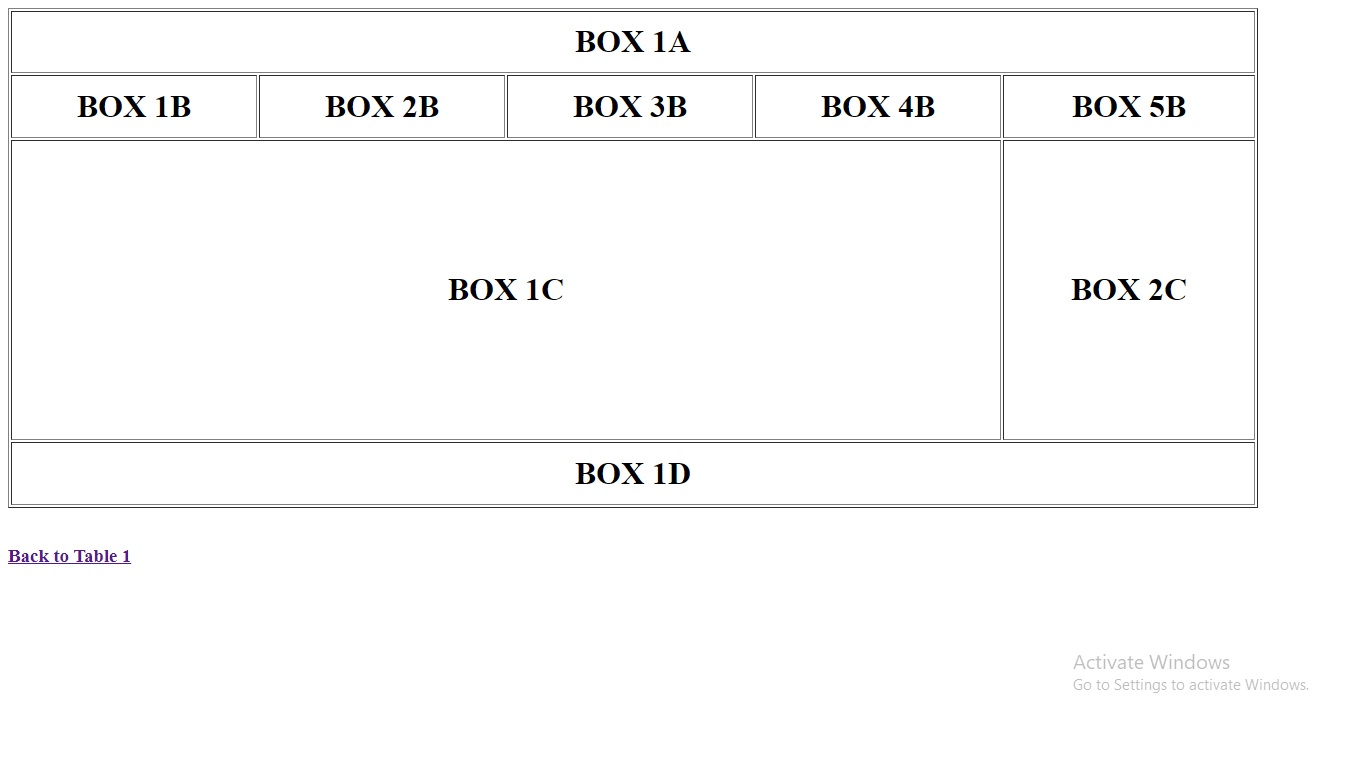 BOX 1A
BOX 1B BOX 2B BOX 3B BOX 4B BOX 5B
BOX 1C BOX 2C
BOX 1D
Back to Table 1
Activate Windows
Go to Settings to activate Windows.